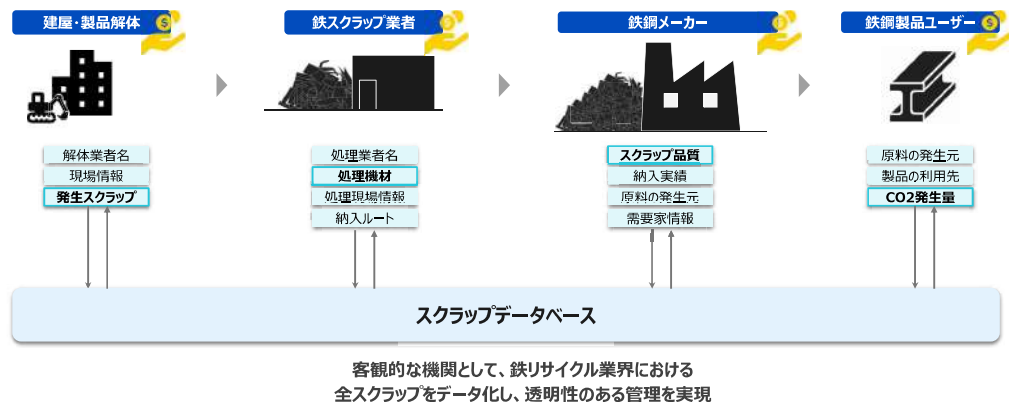 建屋・製品解体
鉄スクラップ業者
鉄鋼メーカー
鉄鋼製品ユーザー
解体業者名
現場情報
発生スクラップ
処理業者名
処理機材
処理現場情報
納入ルート
スクラップ品質
納入実績
原料の発生元
需要家情報
原料の発生元
製品の利用先
CO2発生量
スクラップデータベース
客観的な機関として、鉄リサイクル業界における
全スクラップをデータ化し、透明性のある管理を実現